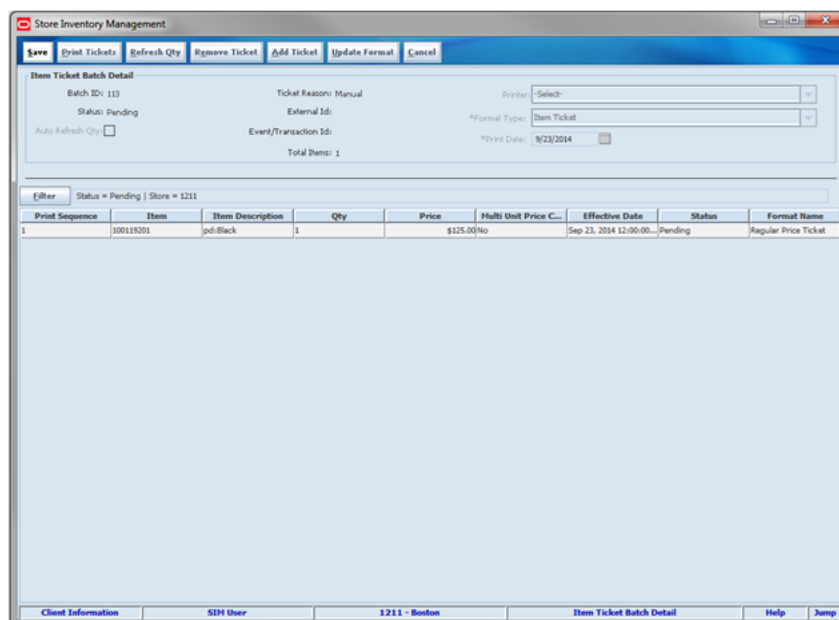 Store Inventory Management
Save Print Tickets Refresh Qty Remove Ticket Add Ticket Update Format Cancel
Item Ticket Batch Detail
Batch ID: 113 Ticket Reason: Manual Printer: -Select-
Status: Pending External Id: *Format Type: Item Ticket
Auto Refresh Qty: Event/Transaction Id: *Print Date: 9/23/2014
Total Items: 1
Filter Status = Pending | Store = 1211
Print Sequence Item Item Description Qty Price Multi Unit Price C... Effective Date Status Format Name
1 100119201 pd:Black 1 $125.00 No Sep 23, 2014 12:00:00... Pending Regular Price Ticket
Client Information SIM User 1211 - Boston Item Ticket Batch Detail Help Jump